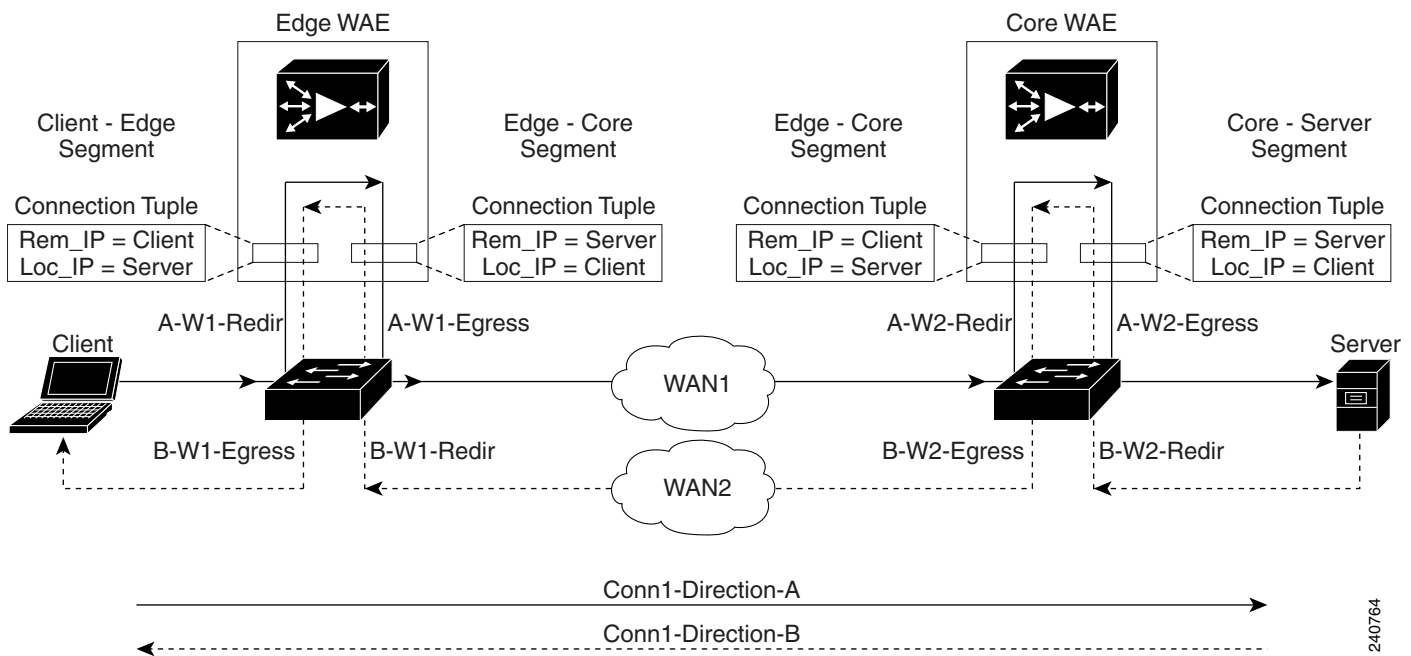 Edge WAE
Core WAE
Client - Edge
Segment
Edge - Core
Segment
Edge - Core
Segment
Core - Server
Segment
Connection Tuple
Rem_IP = Client
Loc_IP = Server
Connection Tuple
Rem_IP = Server
Loc_IP = Client
Connection Tuple
Rem_IP = Client
Loc_IP = Server
Connection Tuple
Rem_IP = Server
Loc_IP = Client
A-W1-Redir
A-W1-Egress
A-W2-Redir
A-W2-Egress
Client
Server
WAN1
B-W1-Egress
B-W1-Redir
B-W2-Egress
B-W2-Redir
WAN2
Conn1-Direction-A
Conn1-Direction-B
240764